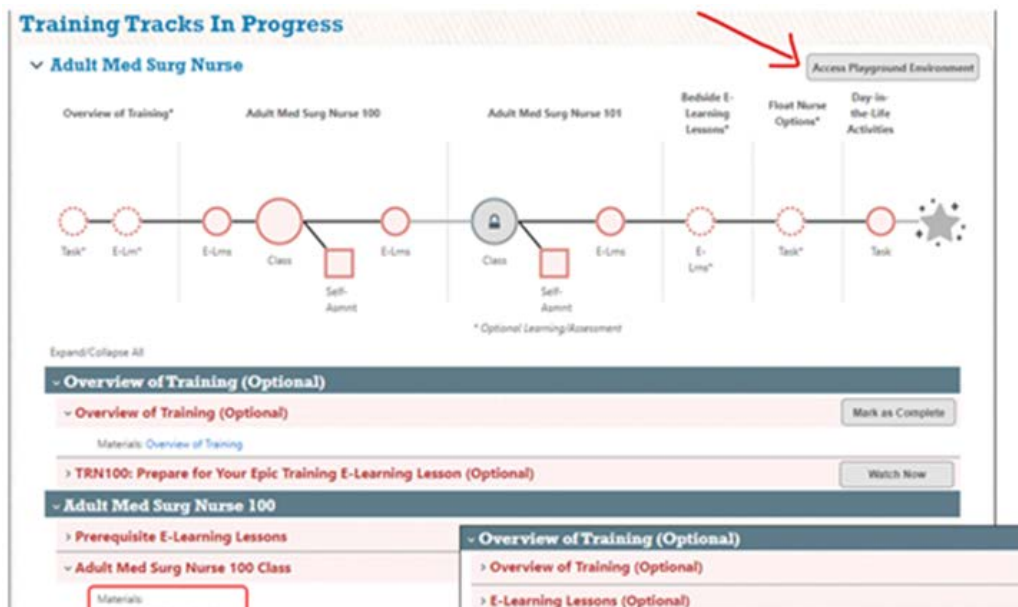 Training Tracks In Progress
Adult Med Surg Nurse
Access Playground Environment
Overview of Training*
Adult Med Surg Nurse 100
Adult Med Surg Nurse 101
Bedside E-
Learning
Lessons*
Float Nurse
Options*
Day-in-
the-Life
Activities
Task*
E-Lrn*
E-Lrns
Class
Self-
Asmnt
E-Lrns
Class
Self-
Asmnt
E-Lrns
E-
Lrns*
Task*
Task
* Optional Learning/Assessment
Expand/Collapse All
Overview of Training (Optional)
Overview of Training (Optional)
Mark as Complete
Materials: Overview of Training
TRN100: Prepare for Your Epic Training E-Learning Lesson (Optional)
Watch Now
Adult Med Surg Nurse 100
Prerequisite E-Learning Lessons
Adult Med Surg Nurse 100 Class
Materials:
Overview of Training (Optional)
Overview of Training (Optional)
E-Learning Lessons (Optional)